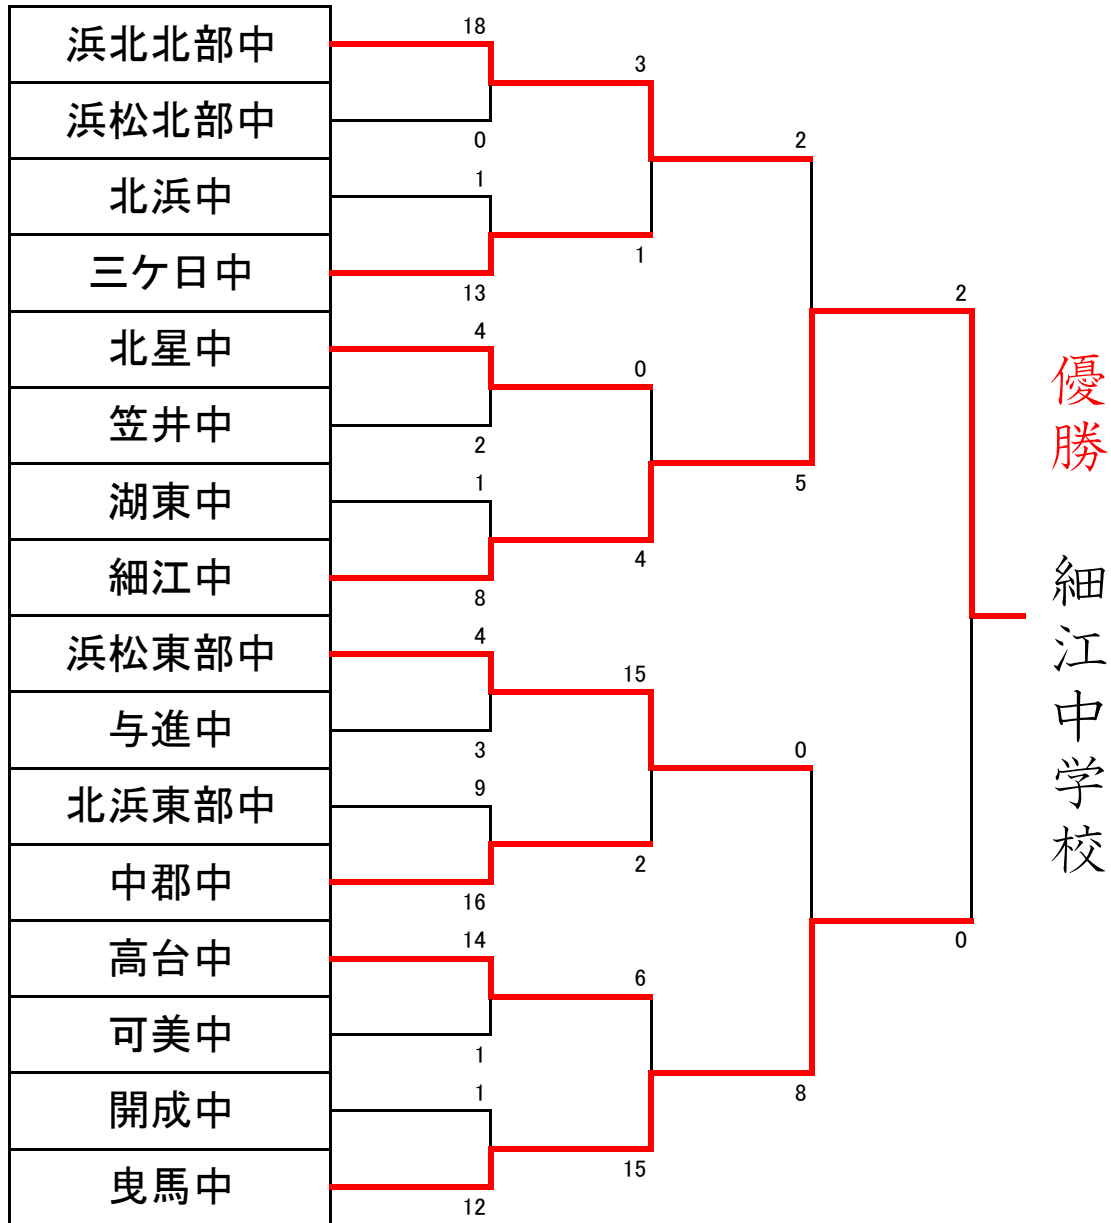 浜北北部中
浜松北部中
北浜中
三ケ日中
北星中
笠井中
湖東中
細江中
浜松東部中
与進中
北浜東部中
中郡中
高台中
可美中
開成中
曳馬中
18
0
1
13
4
2
1
8
4
3
9
16
14
1
1
12
3
1
0
4
15
2
6
15
2
5
0
8
2
0
優勝 細江中学校